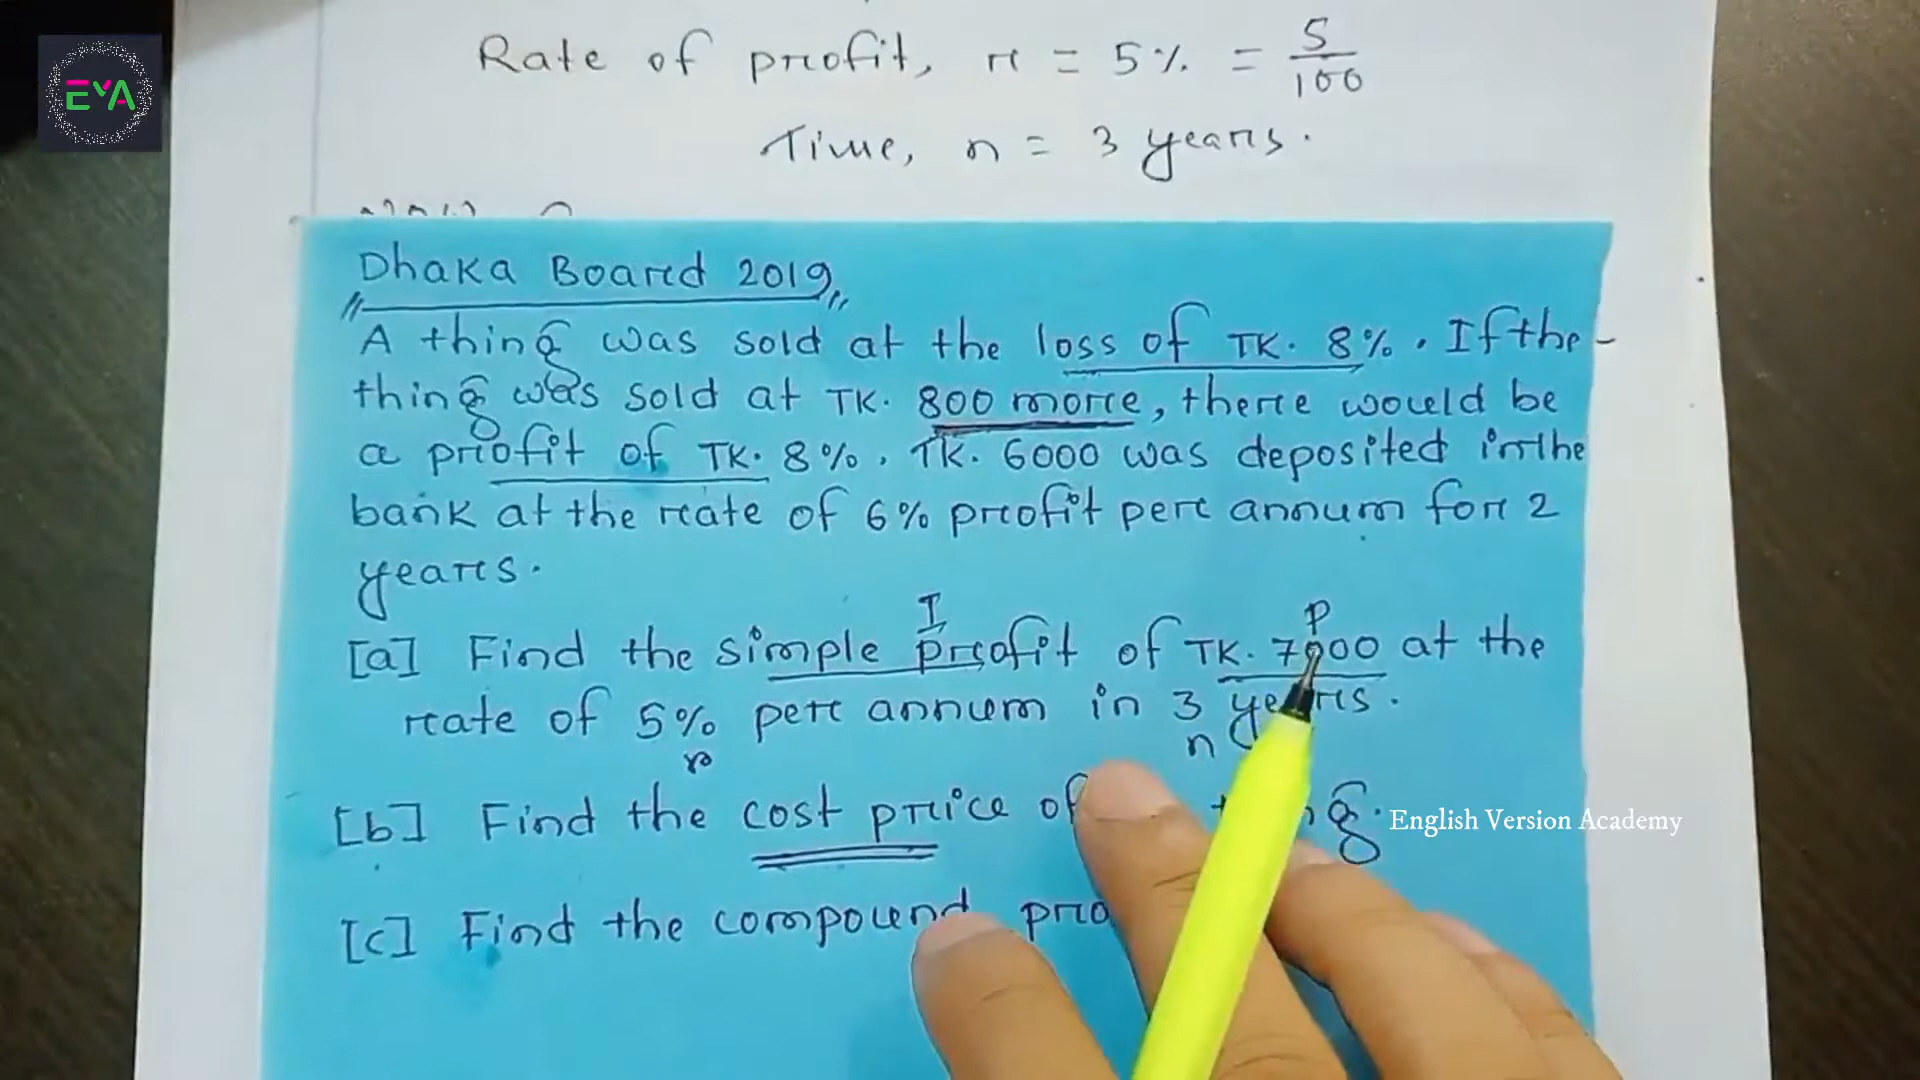 EYA
Rate of profit, r = 5% = 5/100
Time, n = 3 years.
Dhaka Board 2019
A thing was sold at the loss of TK. 8%. If the
thing was sold at TK. 800 more, there would be
a profit of TK. 8%. TK. 6000 was deposited in the
bank at the rate of 6% profit per annum for 2
years.
I P
[a] Find the simple profit of TK. 7000 at the
rate of 5% per annum in 3 years.
r n
[b] Find the cost price of
English Version Academy
[c] Find the compound